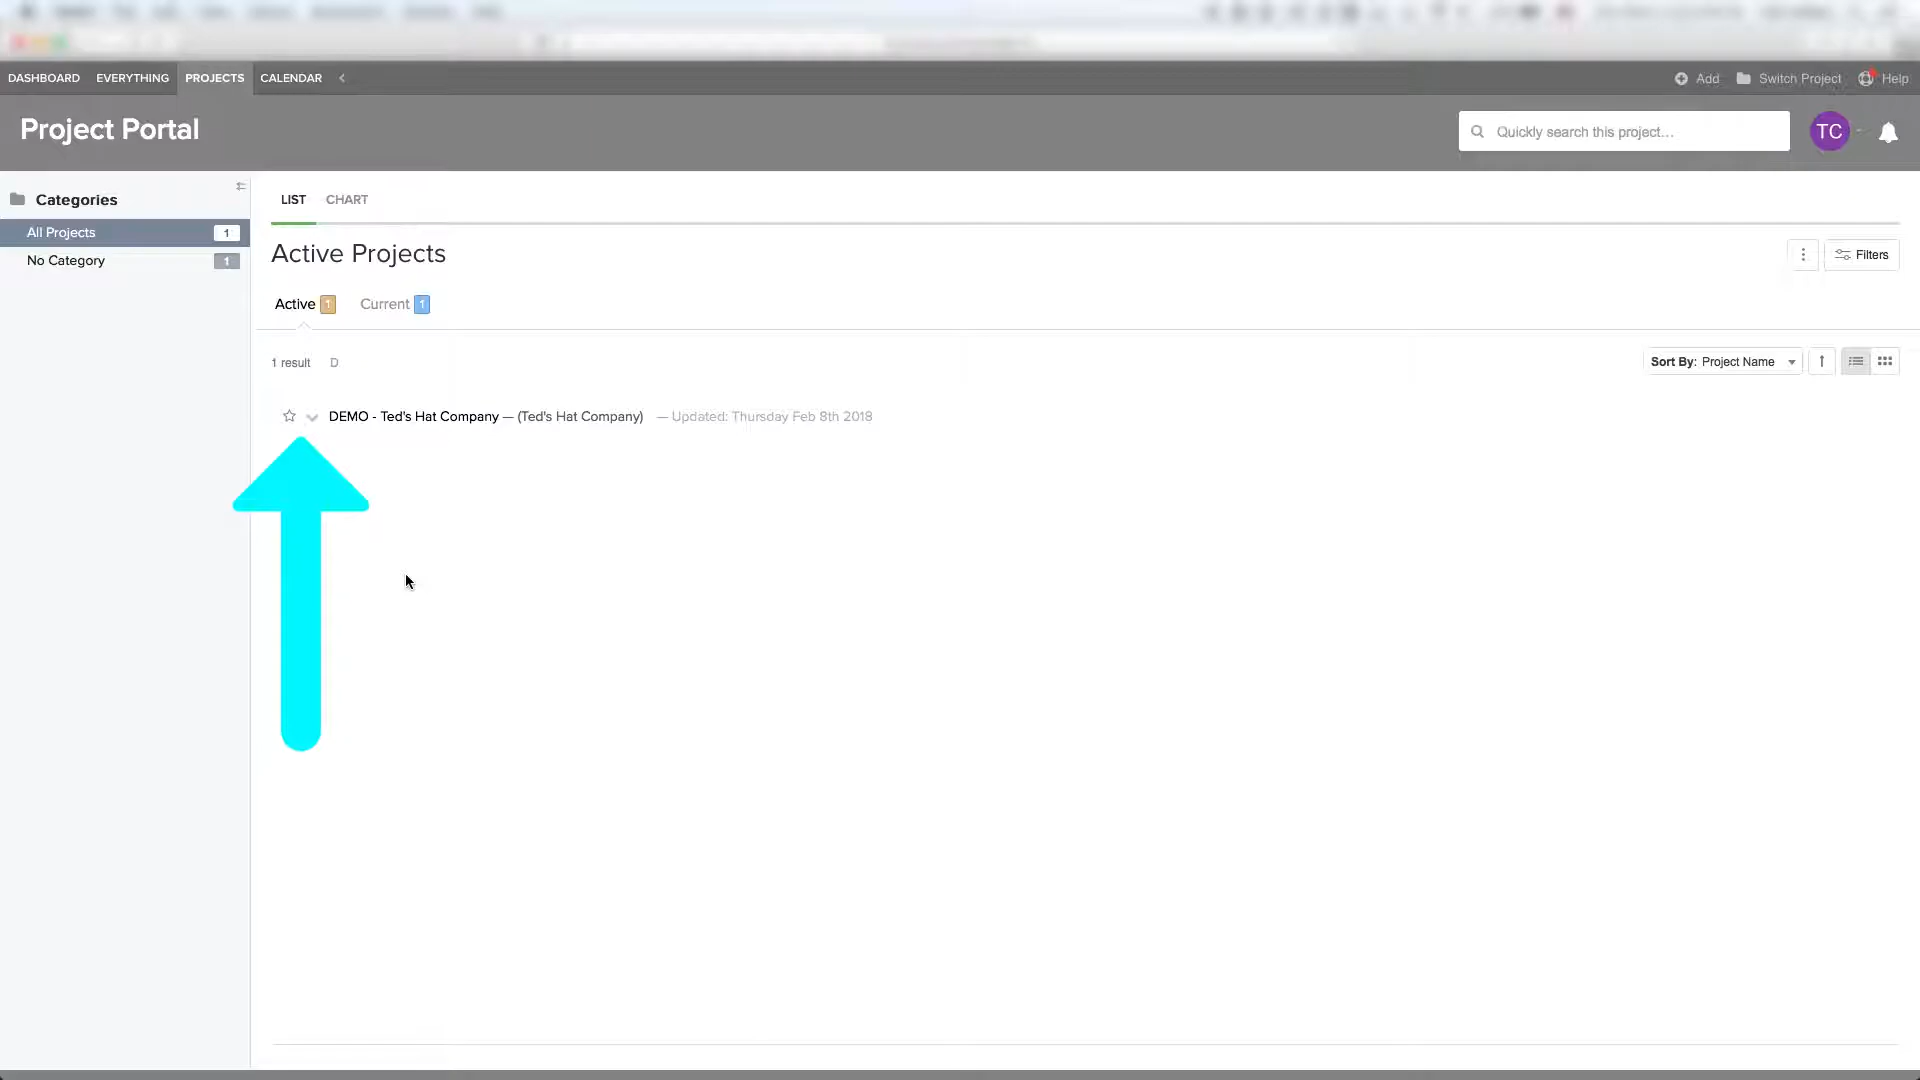 DASHBOARD EVERYTHING PROJECTS CALENDAR Add Switch Project Help
Project Portal Quickly search this project... TC
Categories
All Projects 1
No Category 1
LIST CHART
Active Projects Filters
Active 1 Current 1
1 result D Sort By: Project Name
DEMO - Ted's Hat Company — (Ted's Hat Company) — Updated: Thursday Feb 8th 2018